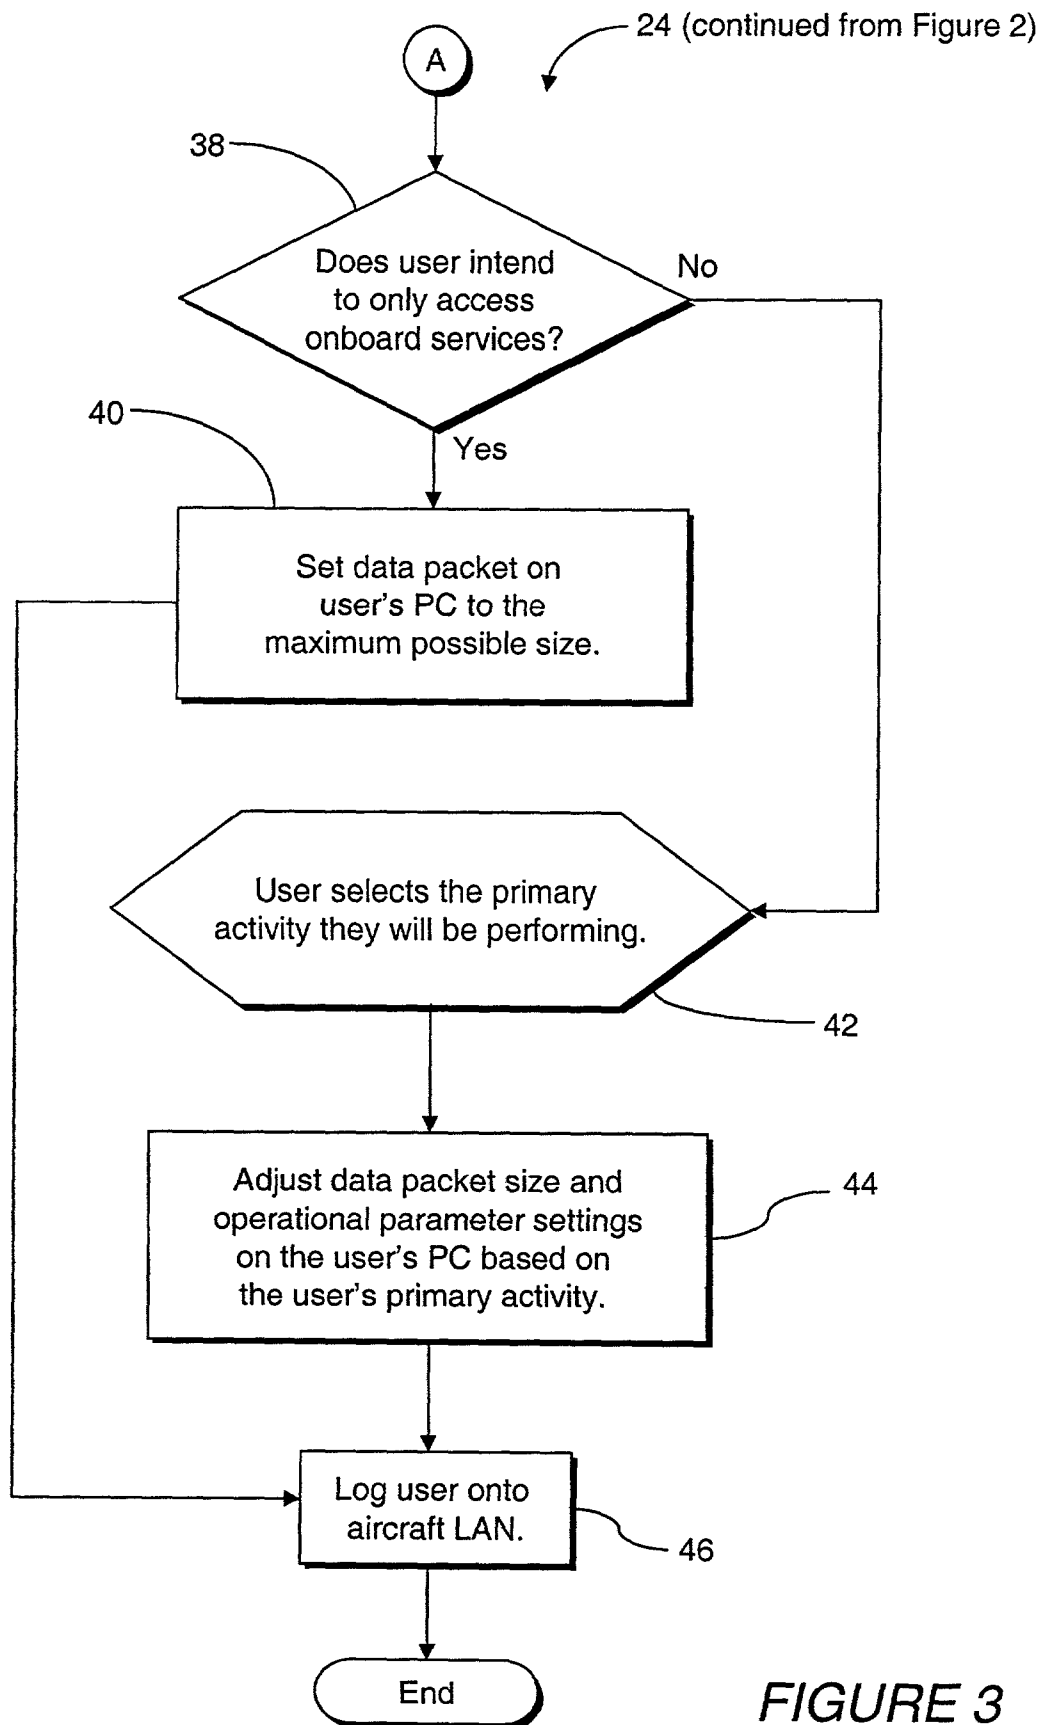 24 (continued from Figure 2)
A
38
Does user intend
to only access
onboard services?
No
40
Yes
Set data packet on
user's PC to the
maximum possible size.
User selects the primary
activity they will be performing.
42
Adjust data packet size and
operational parameter settings
on the user's PC based on
the user's primary activity.
44
Log user onto
aircraft LAN.
46
End
FIGURE 3